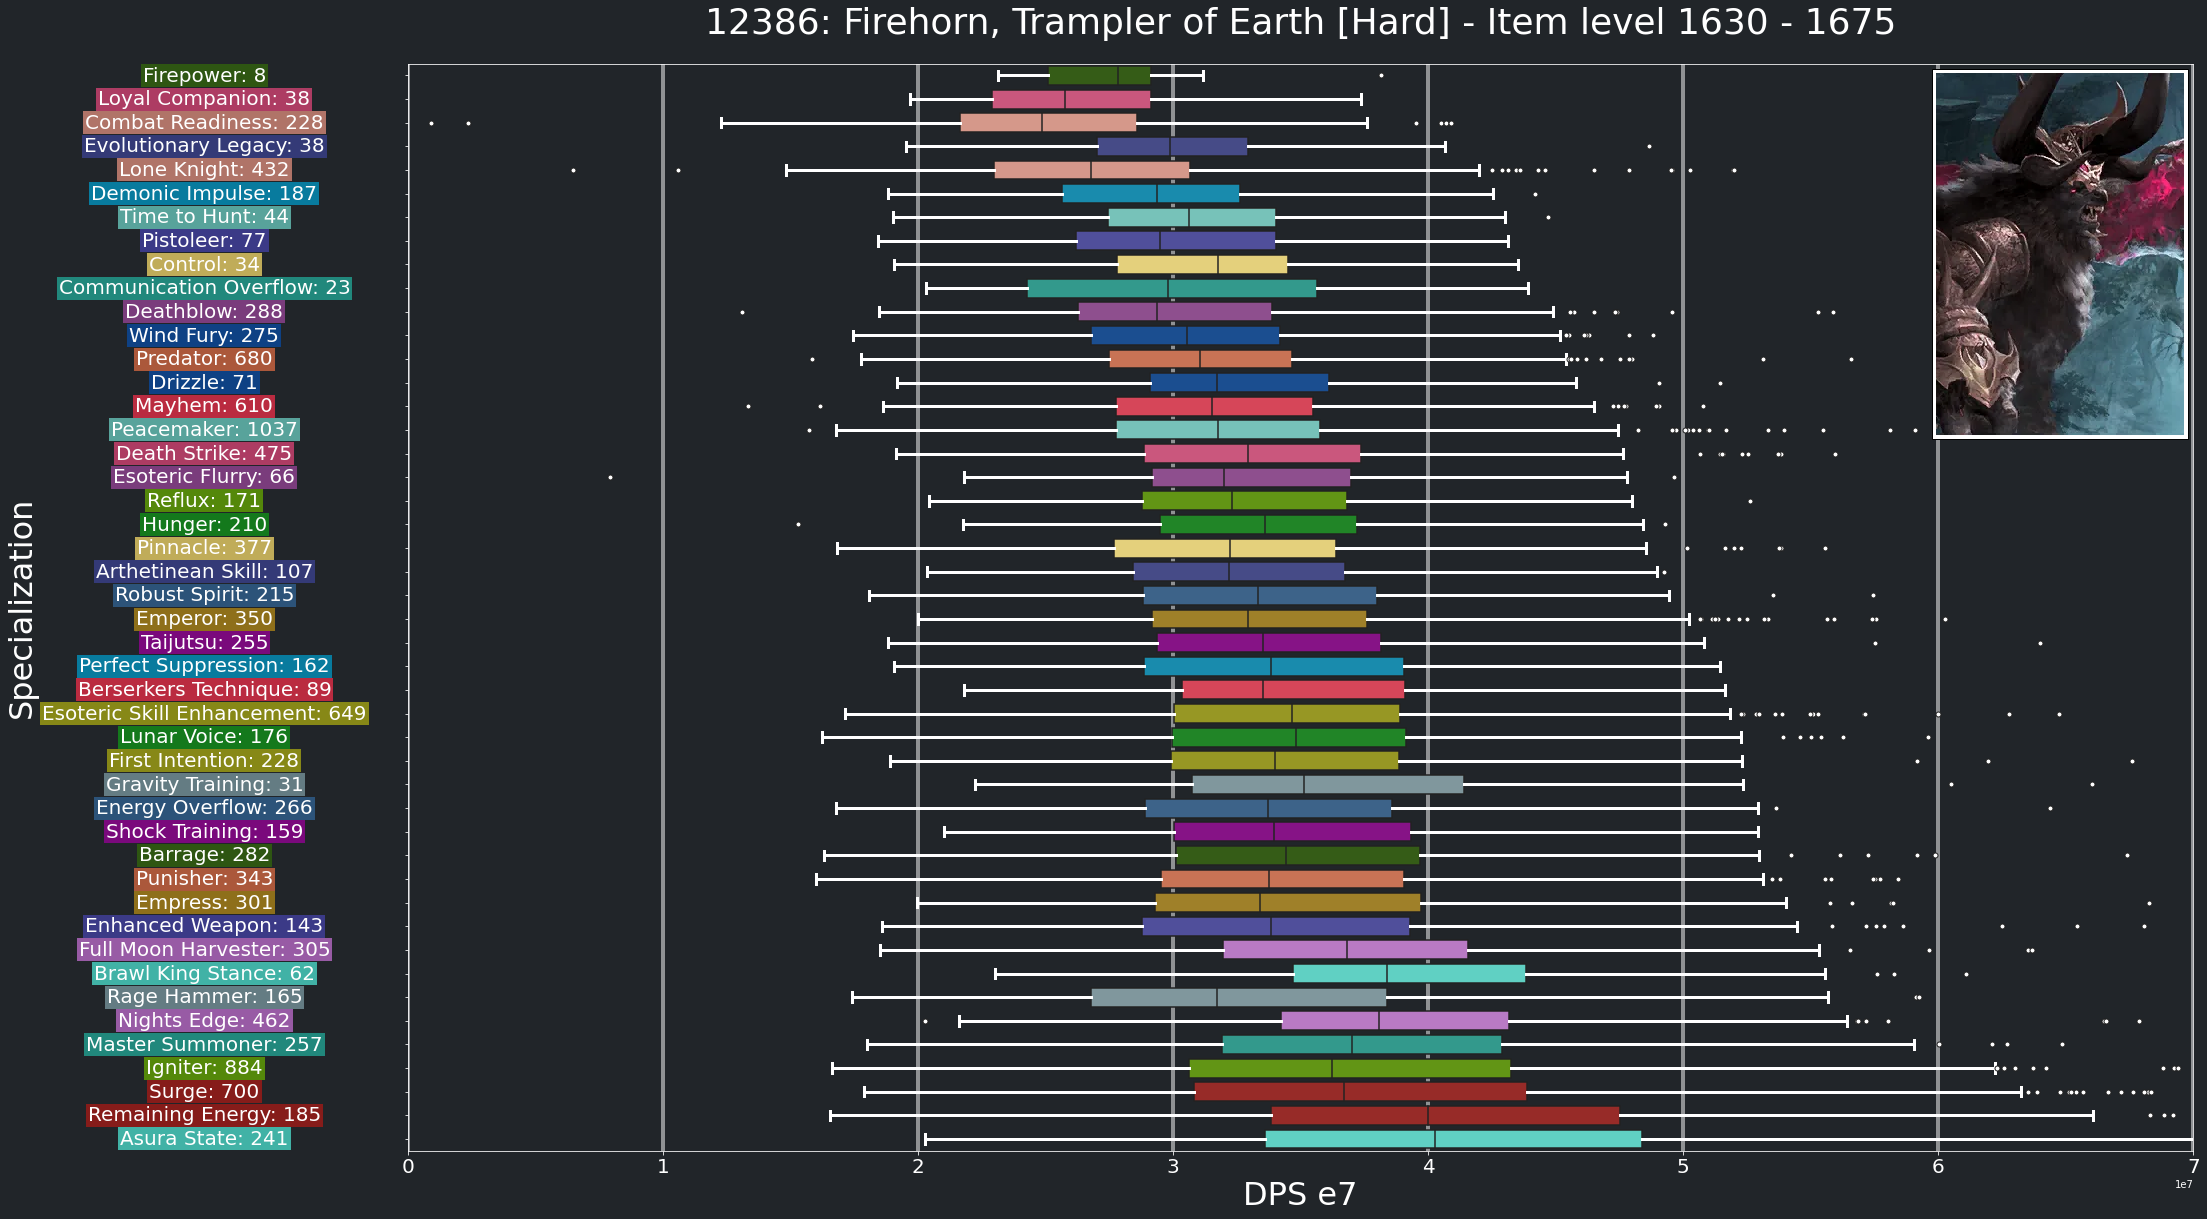 12386: Firehorn, Trampler of Earth [Hard] - Item level 1630 - 1675
Specialization
Firepower: 8
Loyal Companion: 38
Combat Readiness: 228
Evolutionary Legacy: 38
Lone Knight: 432
Demonic Impulse: 187
Time to Hunt: 44
Pistoleer: 77
Control: 34
Communication Overflow: 23
Deathblow: 288
Wind Fury: 275
Predator: 680
Drizzle: 71
Mayhem: 610
Peacemaker: 1037
Death Strike: 475
Esoteric Flurry: 66
Reflux: 171
Hunger: 210
Pinnacle: 377
Arthetinean Skill: 107
Robust Spirit: 215
Emperor: 350
Taijutsu: 255
Perfect Suppression: 162
Berserkers Technique: 89
Esoteric Skill Enhancement: 649
Lunar Voice: 176
First Intention: 228
Gravity Training: 31
Energy Overflow: 266
Shock Training: 159
Barrage: 282
Punisher: 343
Empress: 301
Enhanced Weapon: 143
Full Moon Harvester: 305
Brawl King Stance: 62
Rage Hammer: 165
Nights Edge: 462
Master Summoner: 257
Igniter: 884
Surge: 700
Remaining Energy: 185
Asura State: 241
0 1 2 3 4 5 6 7
1e7
DPS e7